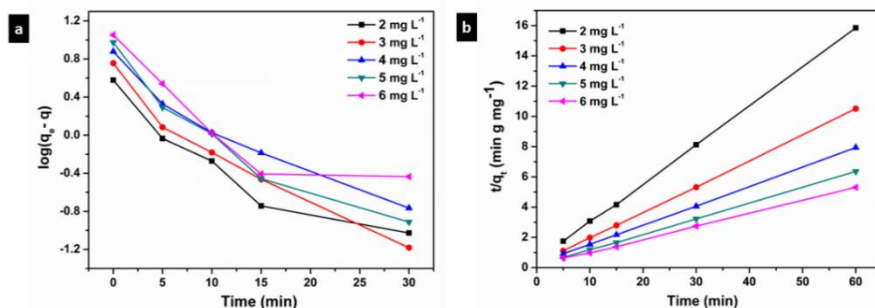 a
log(qe- q)
1.2
0.8
0.4
0.0
-0.4
-0.8
-1.2
0 5 10 15 20 25 30
Time (min)
2 mg L-1
3 mg L-1
4 mg L-1
5 mg L-1
6 mg L-1
b
t/qt (min g mg-1)
16
14
12
10
8
6
4
2
0
0 10 20 30 40 50 60
Time (min)
2 mg L-1
3 mg L-1
4 mg L-1
5 mg L-1
6 mg L-1